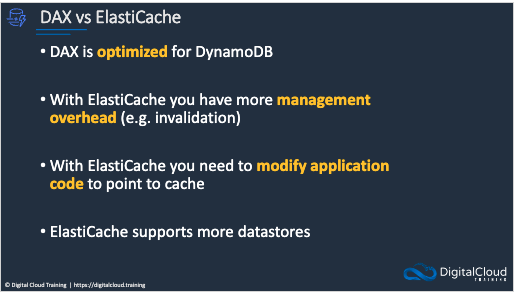 DAX vs ElastiCache
• DAX is optimized for DynamoDB
• With ElastiCache you have more management
overhead (e.g. invalidation)
• With ElastiCache you need to modify application
code to point to cache
• ElastiCache supports more datastores
DigitalCloud
TRAINING
© Digital Cloud Training | https://digitalcloud.training